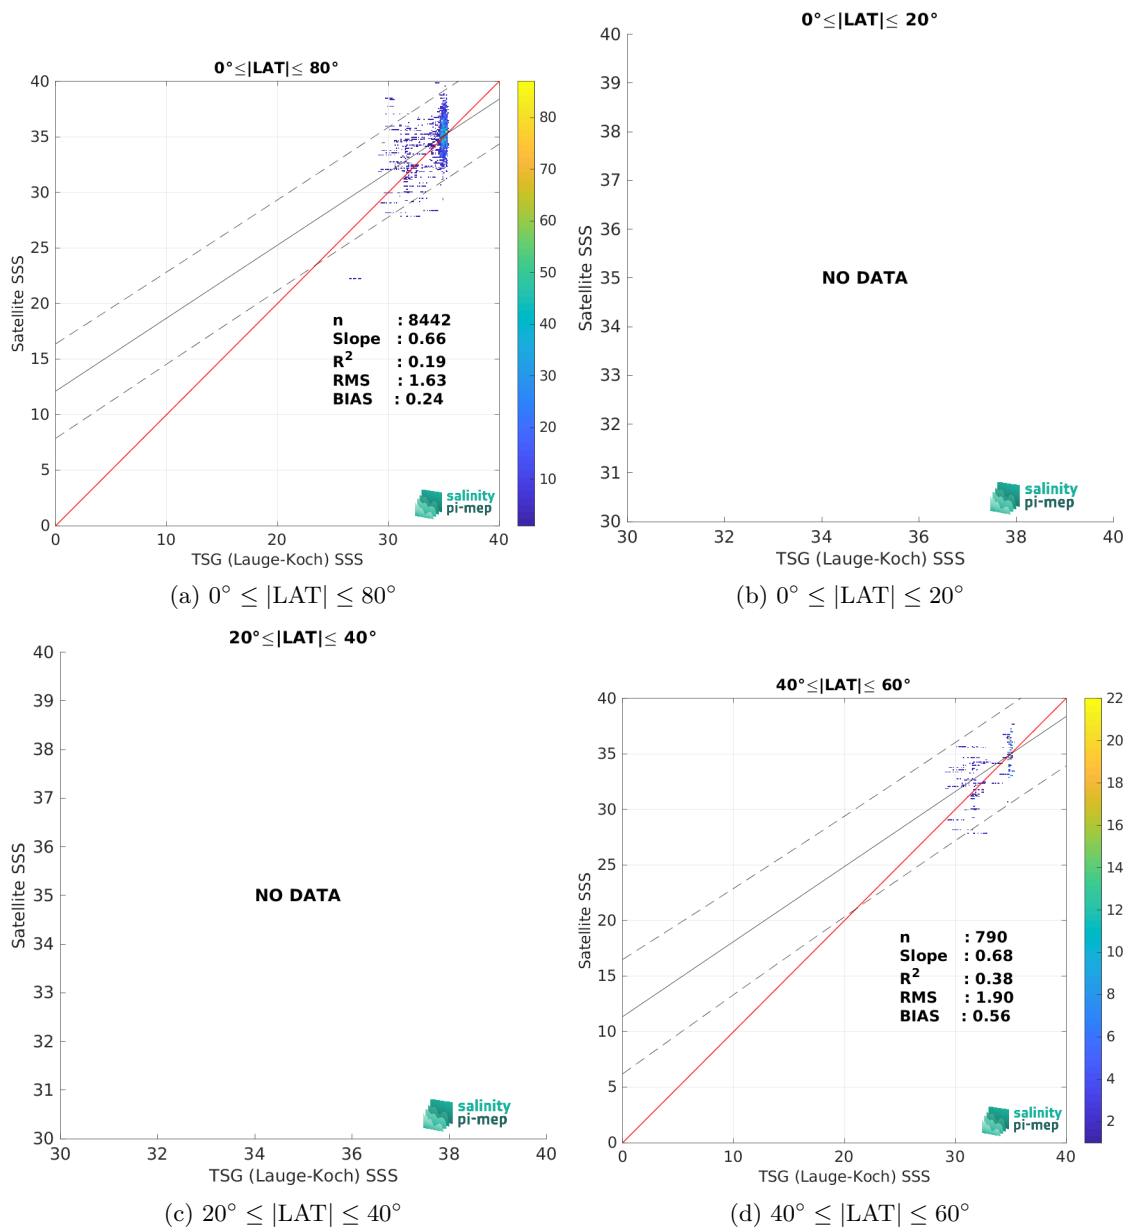 0°≤|LAT|≤ 80°
40
35
30
25
20
15
10
5
0
0
10
20
30
40
Satellite SSS
TSG (Lauge-Koch) SSS
n : 8442
Slope : 0.66
R² : 0.19
RMS : 1.63
BIAS : 0.24
salinity
pi-mep
80
70
60
50
40
30
20
10
(a) 0° ≤ |LAT| ≤ 80°
0°≤|LAT|≤ 20°
40
39
38
37
36
35
34
33
32
31
30
30
32
34
36
38
40
Satellite SSS
TSG (Lauge-Koch) SSS
NO DATA
salinity
pi-mep
(b) 0° ≤ |LAT| ≤ 20°
20°≤|LAT|≤ 40°
40
39
38
37
36
35
34
33
32
31
30
30
32
34
36
38
40
Satellite SSS
TSG (Lauge-Koch) SSS
NO DATA
salinity
pi-mep
(c) 20° ≤ |LAT| ≤ 40°
40°≤|LAT|≤ 60°
40
35
30
25
20
15
10
5
0
0
10
20
30
40
Satellite SSS
TSG (Lauge-Koch) SSS
n : 790
Slope : 0.68
R² : 0.38
RMS : 1.90
BIAS : 0.56
salinity
pi-mep
22
20
18
16
14
12
10
8
6
4
2
(d) 40° ≤ |LAT| ≤ 60°